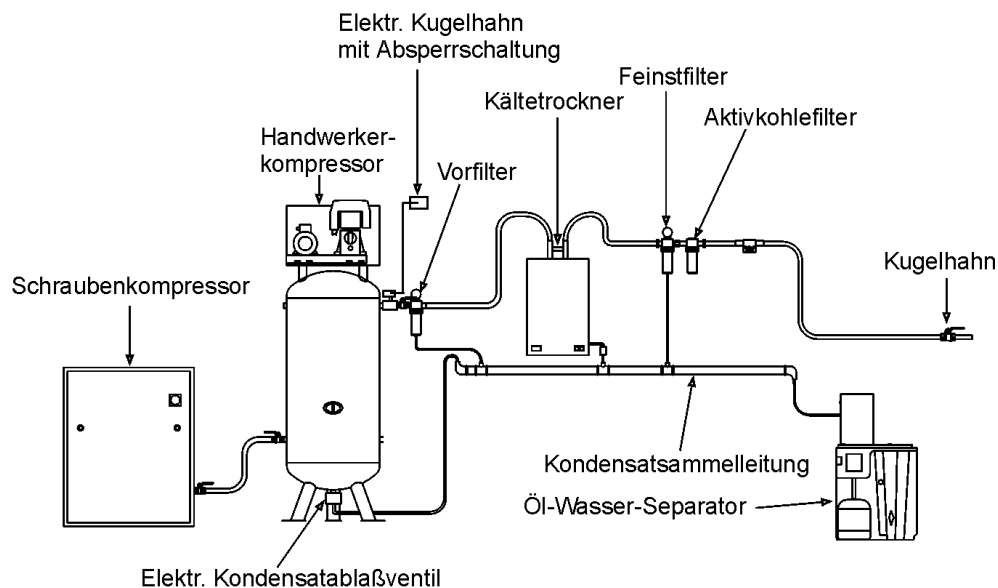 Elektr. Kugelhahn
mit Absperrschaltung
Feinstfilter
Kältetrockner
Aktivkohlefilter
Handwerker-
kompressor
Vorfilter
Kugelhahn
Schraubenkompressor
Kondensatsammelleitung
Öl-Wasser-Separator
Elektr. Kondensatablaßventil